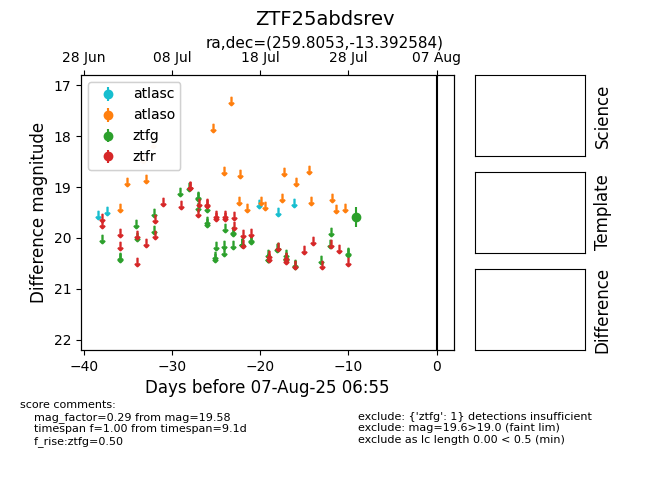 ZTF25abdsrev
ra,dec=(259.8053,-13.392584)
28 Jun 08 Jul 18 Jul 28 Jul 07 Aug
17
18
19
20
21
22
Difference magnitude
atlasc
atlaso
ztfg
ztfr
−40 −30 −20 −10 0
Days before 07-Aug-25 06:55
Science
Template
Difference
score comments:
mag_factor=0.29 from mag=19.58
timespan f=1.00 from timespan=9.1d
f_rise:ztfg=0.50
exclude: {'ztfg': 1} detections insufficient
exclude: mag=19.6>19.0 (faint lim)
exclude as lc length 0.00 < 0.5 (min)